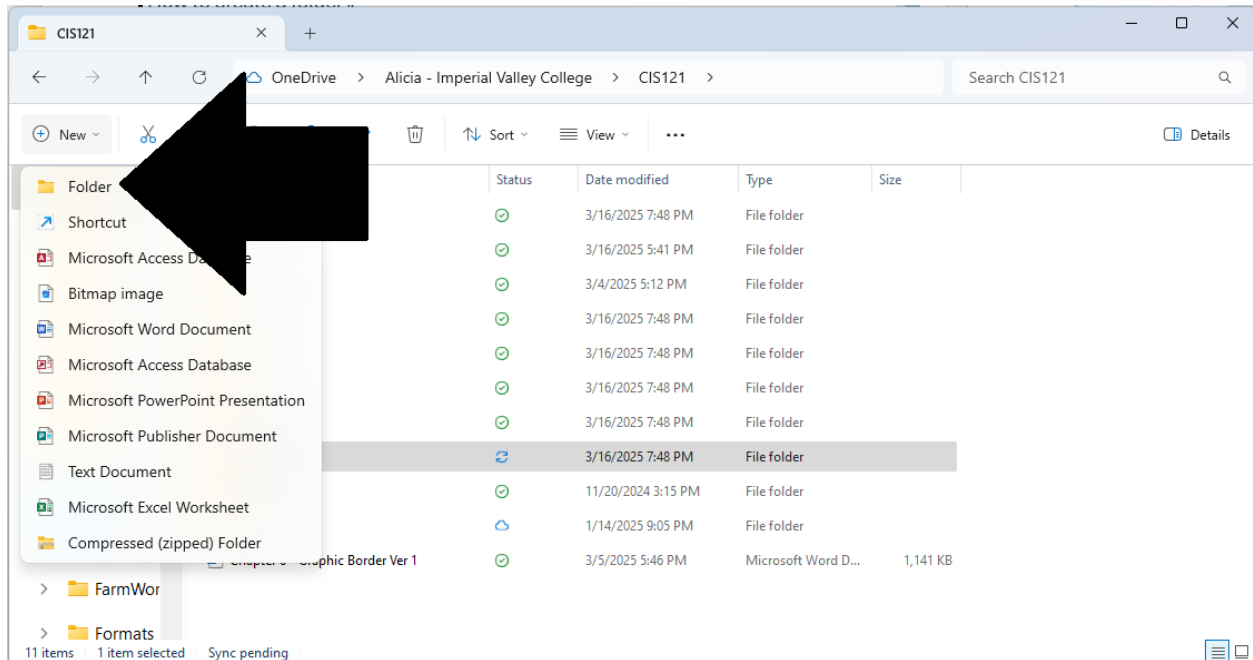 CIS121
OneDrive > Alicia - Imperial Valley College > CIS121 >
Search CIS121
New
Sort
View
Details
Folder
Shortcut
Microsoft Access
Bitmap image
Microsoft Word Document
Microsoft Access Database
Microsoft PowerPoint Presentation
Microsoft Publisher Document
Text Document
Microsoft Excel Worksheet
Compressed (zipped) Folder
Status Date modified Type Size
3/16/2025 7:48 PM File folder
3/16/2025 5:41 PM File folder
3/4/2025 5:12 PM File folder
3/16/2025 7:48 PM File folder
3/16/2025 7:48 PM File folder
3/16/2025 7:48 PM File folder
3/16/2025 7:48 PM File folder
3/16/2025 7:48 PM File folder
11/20/2024 3:15 PM File folder
1/14/2025 9:05 PM File folder
Border Ver 1 3/5/2025 5:46 PM Microsoft Word D... 1,141 KB
> FarmWor
> Formats
11 items 1 item selected Sync pending